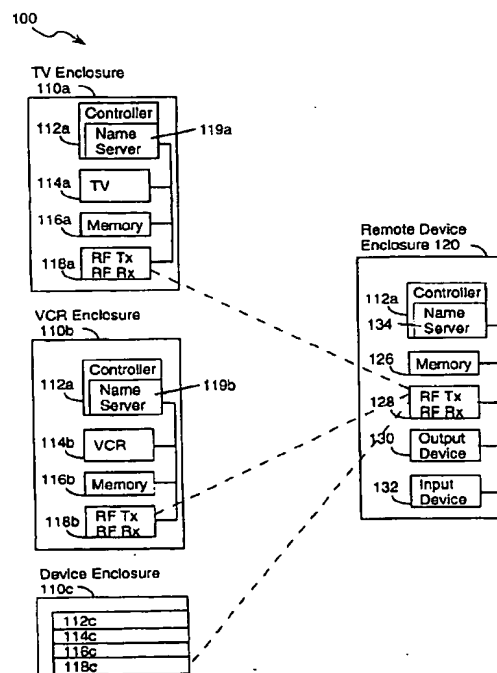 100
TV Enclosure
110a
Controller
112a
Name
Server
119a
114a
TV
116a
Memory
118a
RF Tx
RF Rx
VCR Enclosure
110b
Controller
112a
Name
Server
119b
114b
VCR
116b
Memory
118b
RF Tx
RF Rx
Device Enclosure
110c
112c
114c
116c
118c
Remote Device
Enclosure 120
112a
Controller
134
Name
Server
126
Memory
128
RF Tx
RF Rx
130
Output
Device
132
Input
Device